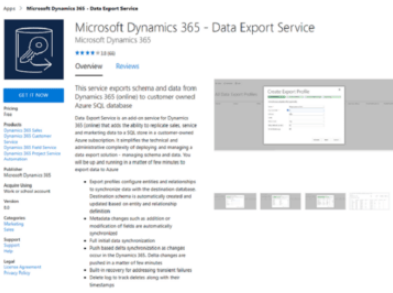 Apps > Microsoft Dynamics 365 - Data Export Service
Microsoft Dynamics 365 - Data Export Service
Microsoft Dynamics 365
Overview Reviews
GET IT NOW
Pricing
Free
Products
Dynamics 365 Sales
Dynamics 365 Customer
Service
Dynamics 365 Field Service
Dynamics 365 Project Service
Automation
Publisher
Microsoft Dynamics 365
Acquire Using
Work or school account
Version
Categories
Marketing
Sales
Support
Support
Help
Legal
License Agreement
Privacy Policy
This service exports schema and data from
Dynamics 365 (online) to customer owned
Azure SQL database
Data Export Service is an add-on service for Dynamics
365 (online) that adds the ability to replicate sales, service
and marketing data to a SQL store in a customer owned
Azure subscription. It simplifies the technical and
administrative complexity of deploying and managing a
data export solution - managing schema and data. You
will be up and running in a matter of few minutes to
export data to Azure
• Export profiles configure entities and relationships
to synchronize data with the destination database.
Destination schema is automatically created and
updated based on entity and relationship
definition
• Metadata changes such as addition or
modification of fields are automatically
synchronized
• Full initial data synchronization
• Push based delta synchronization as changes
occur in the Dynamics 365. Delta changes are
pushed in a matter of few minutes
• Built in recovery for addressing transient failures
• Delete log to track deletes along with their
timestamps
Create Export Profile